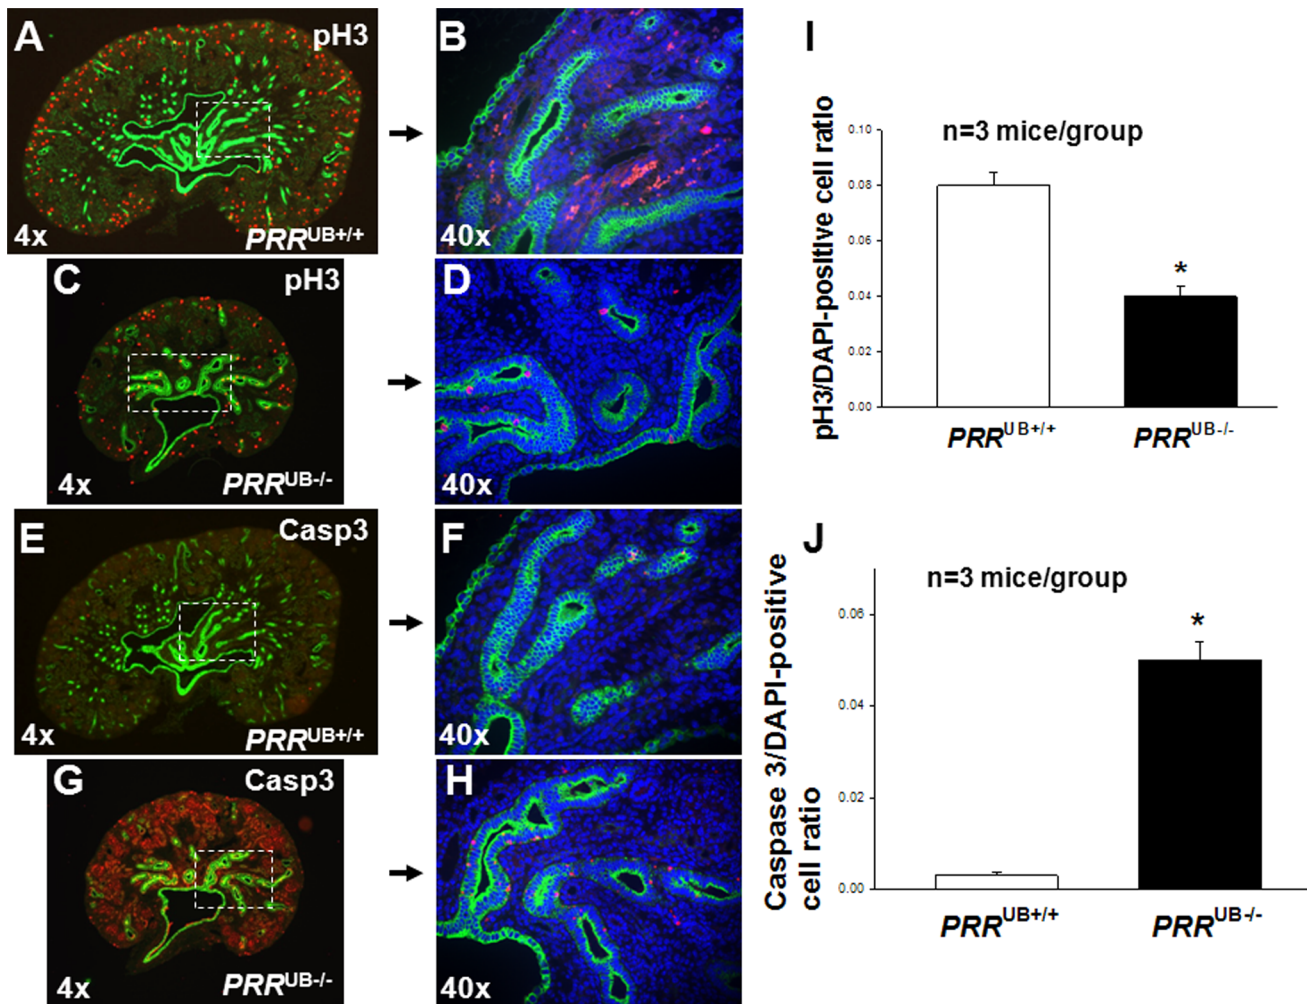 A
pH3
4x
PRRUB+/+
B
40x
C
pH3
4x
PRRUB-/-
D
40x
E
Casp3
4x
PRRUB+/+
F
40x
G
Casp3
4x
PRRUB-/-
H
40x
I
n=3 mice/group
pH3/DAPI-positive cell ratio
0.10
0.08
0.06
0.04
0.02
0.00
*
PRRUB+/+
PRRUB-/-
J
n=3 mice/group
Caspase 3/DAPI-positive
cell ratio
0.06
0.04
0.02
0.00
*
PRRUB+/+
PRRUB-/-